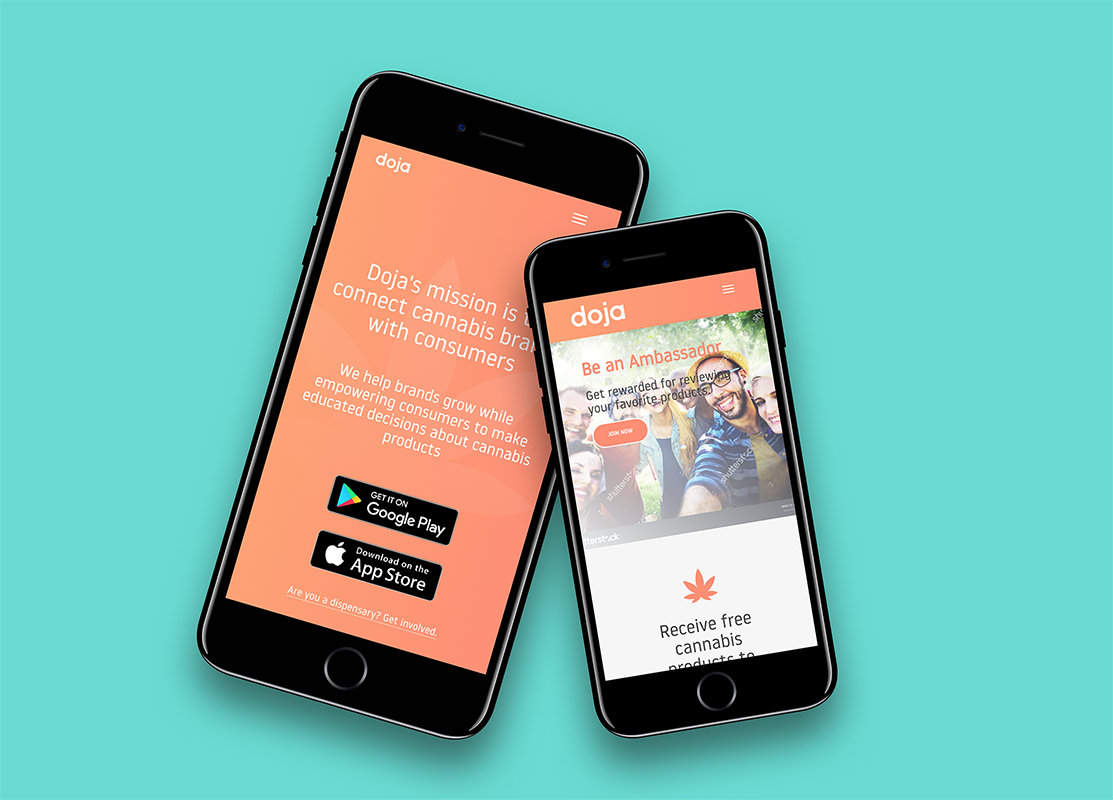 doja
Doja's mission is t
connect cannabis bra
with consumers
We help brands grow while
empowering consumers to make
educated decisions about cannabis
products
GET IT ON
Google Play
Download on the
App Store
Are you a dispensary? Get involved.
doja
Be an Ambassador
Get rewarded for reviewing
your favorite products
JOIN NOW
shutterstock
shutterstock
terstock
Receive free
cannabis
products to